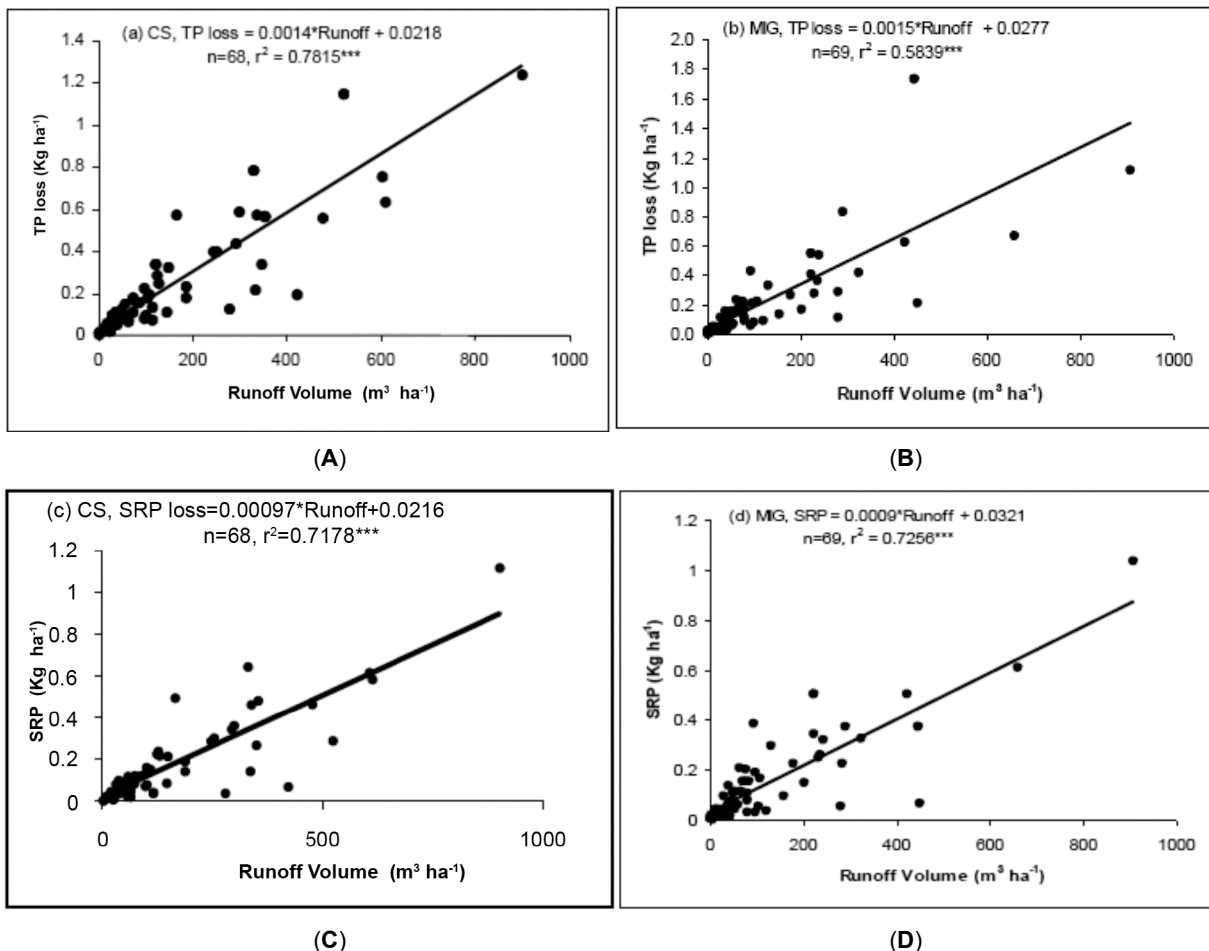 (a) CS, TP loss = 0.0014*Runoff + 0.0218
n=68, r² = 0.7815***
1.4
1.2
1.0
0.8
0.6
0.4
0.2
0
TP loss (Kg ha⁻¹)
0 200 400 600 800 1000
Runoff Volume (m³ ha⁻¹)
(A)
(b) MIG, TP loss = 0.0015*Runoff + 0.0277
n=69, r² = 0.5839***
2.0
1.8
1.6
1.4
1.2
1.0
0.8
0.6
0.4
0.2
0.0
TP loss (Kg ha⁻¹)
0 200 400 600 800 1000
Runoff Volume (m³ ha⁻¹)
(B)
(c) CS, SRP loss=0.00097*Runoff+0.0216
n=68, r²=0.7178***
1.2
1
0.8
0.6
0.4
0.2
0
SRP (Kg ha⁻¹)
0 500 1000
Runoff Volume (m³ ha⁻¹)
(C)
(d) MIG, SRP = 0.0009*Runoff + 0.0321
n=69, r² = 0.7256***
1.2
1
0.8
0.6
0.4
0.2
0
SRP (Kg ha¹)
0 200 400 600 800 1000
Runoff Volume (m³ ha⁻¹)
(D)